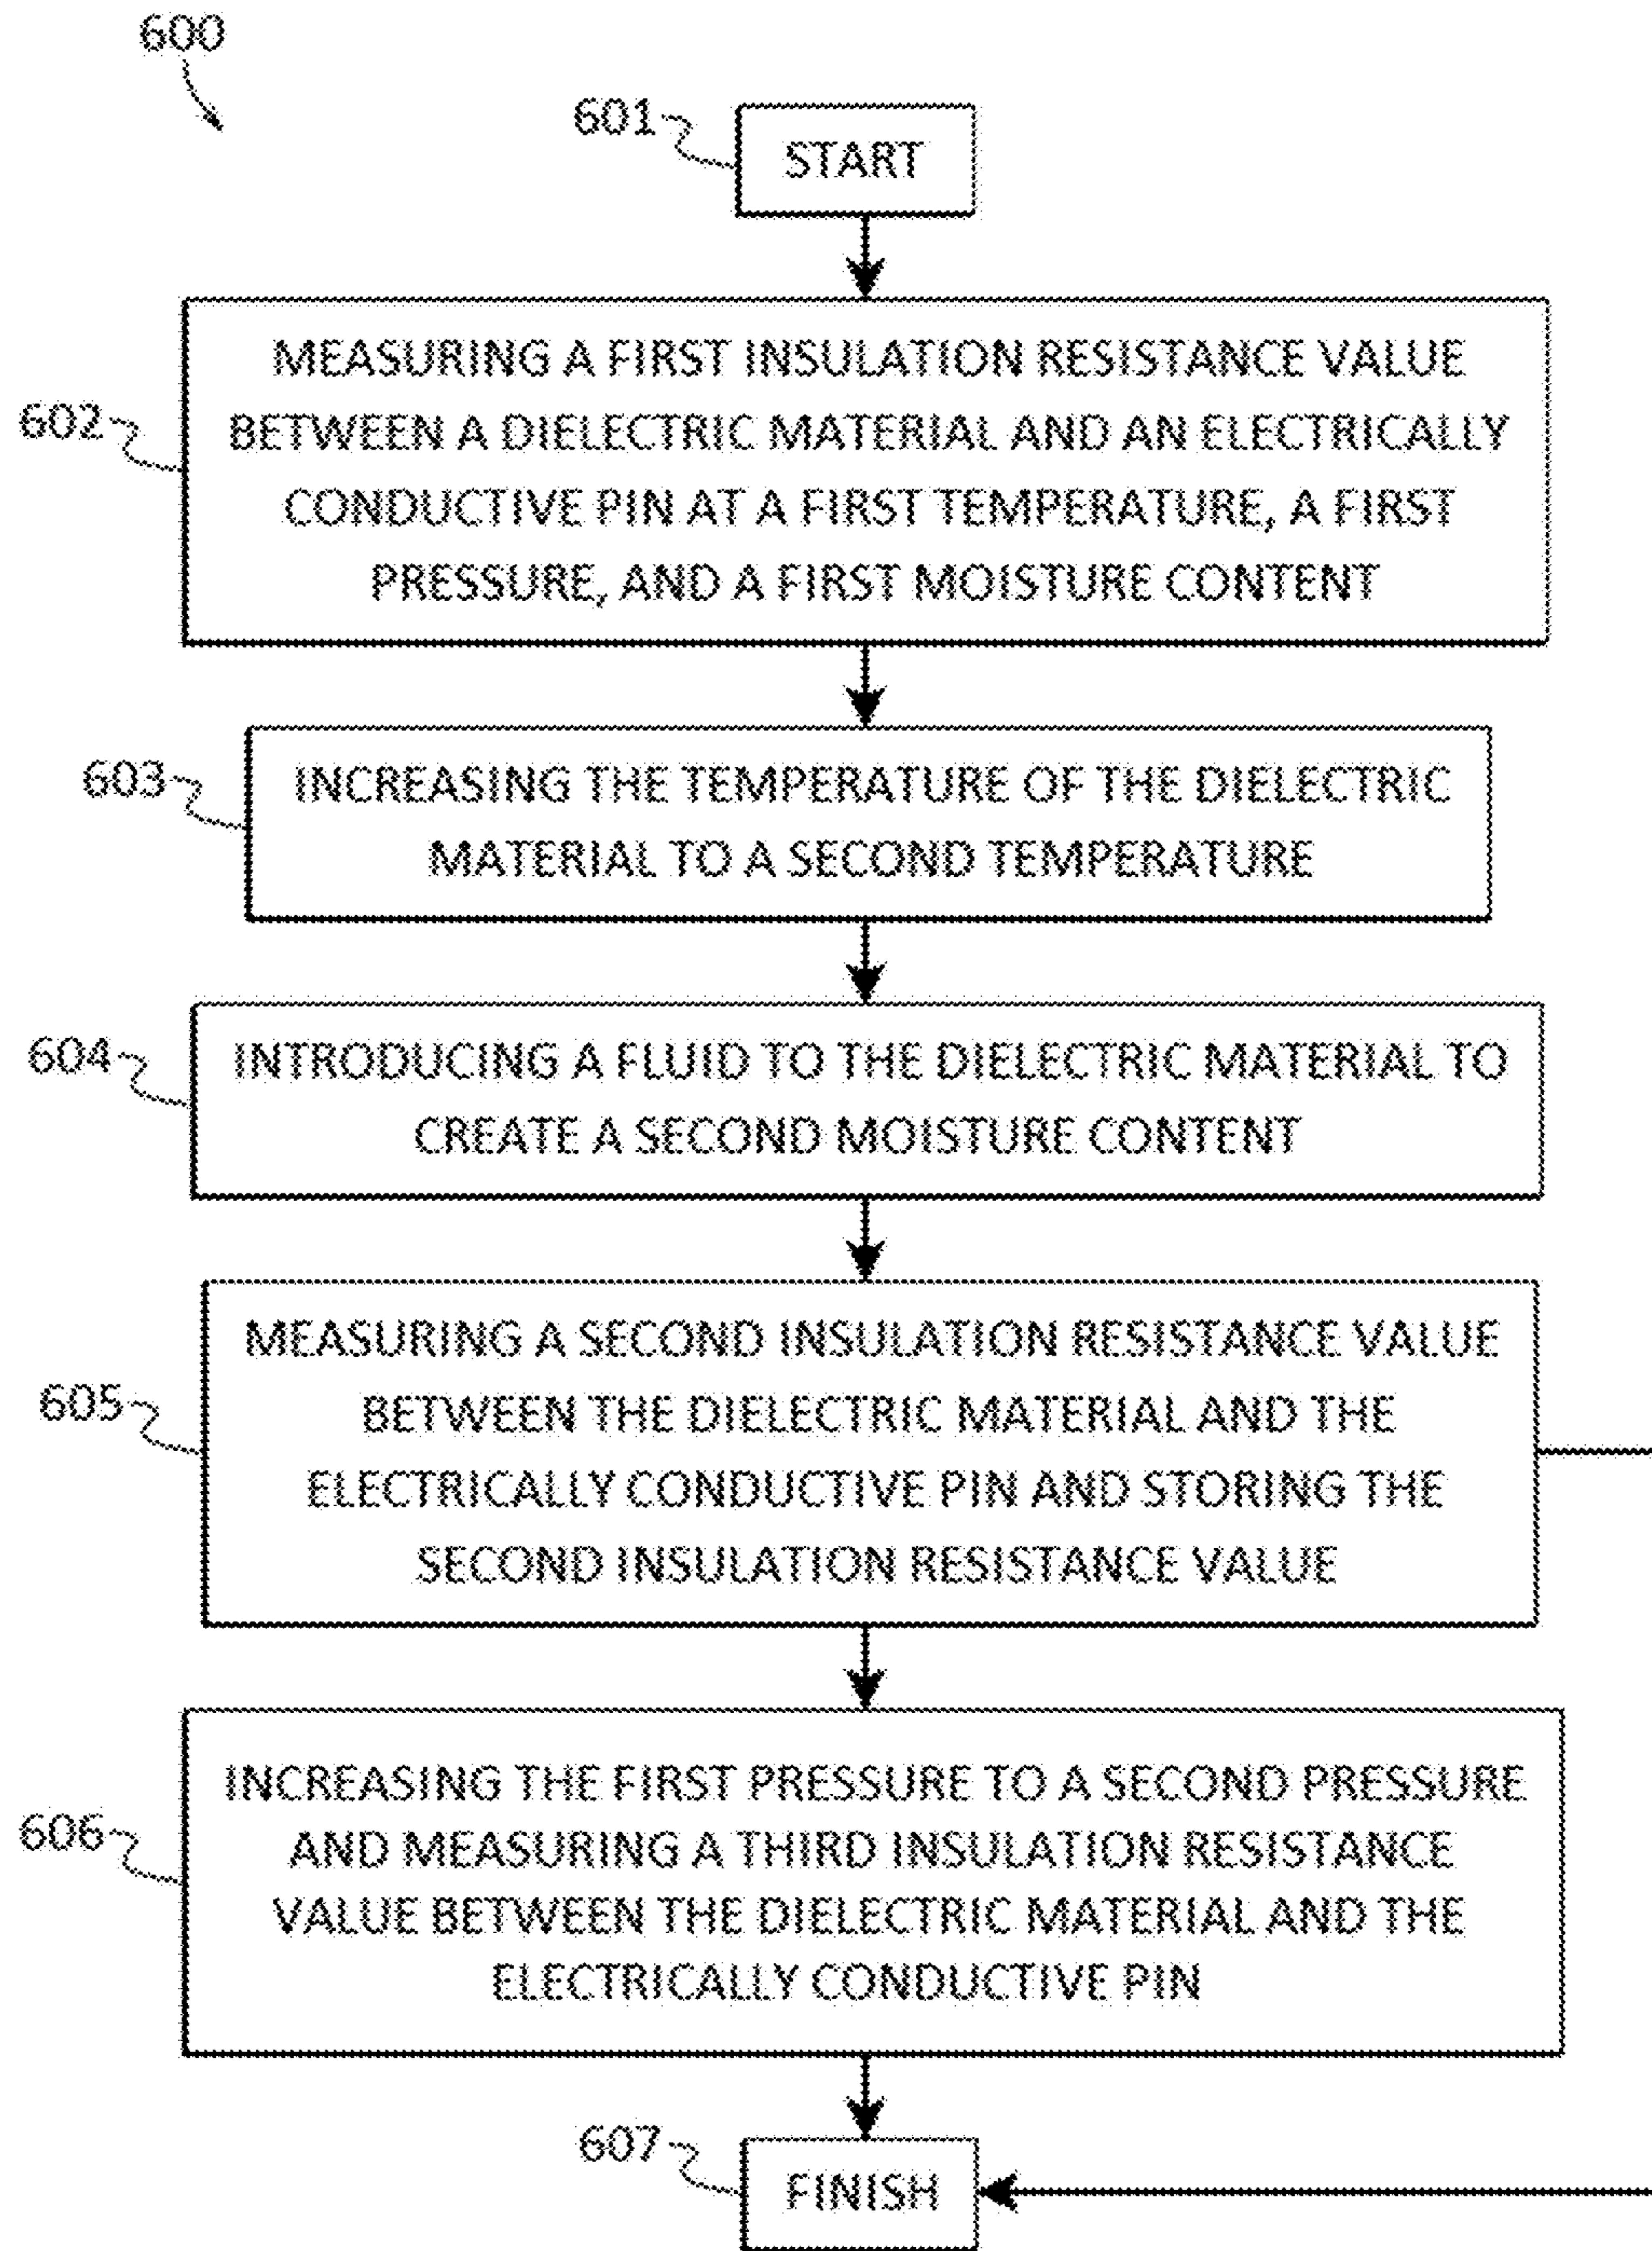 600
601
START
602
MEASURING A FIRST INSULATION RESISTANCE VALUE
BETWEEN A DIELECTRIC MATERIAL AND AN ELECTRICALLY
CONDUCTIVE PIN AT A FIRST TEMPERATURE, A FIRST
PRESSURE, AND A FIRST MOISTURE CONTENT
603
INCREASING THE TEMPERATURE OF THE DIELECTRIC
MATERIAL TO A SECOND TEMPERATURE
604
INTRODUCING A FLUID TO THE DIELECTRIC MATERIAL TO
CREATE A SECOND MOISTURE CONTENT
605
MEASURING A SECOND INSULATION RESISTANCE VALUE
BETWEEN THE DIELECTRIC MATERIAL AND THE
ELECTRICALLY CONDUCTIVE PIN AND STORING THE
SECOND INSULATION RESISTANCE VALUE
606
INCREASING THE FIRST PRESSURE TO A SECOND PRESSURE
AND MEASURING A THIRD INSULATION RESISTANCE
VALUE BETWEEN THE DIELECTRIC MATERIAL AND THE
ELECTRICALLY CONDUCTIVE PIN
607
FINISH